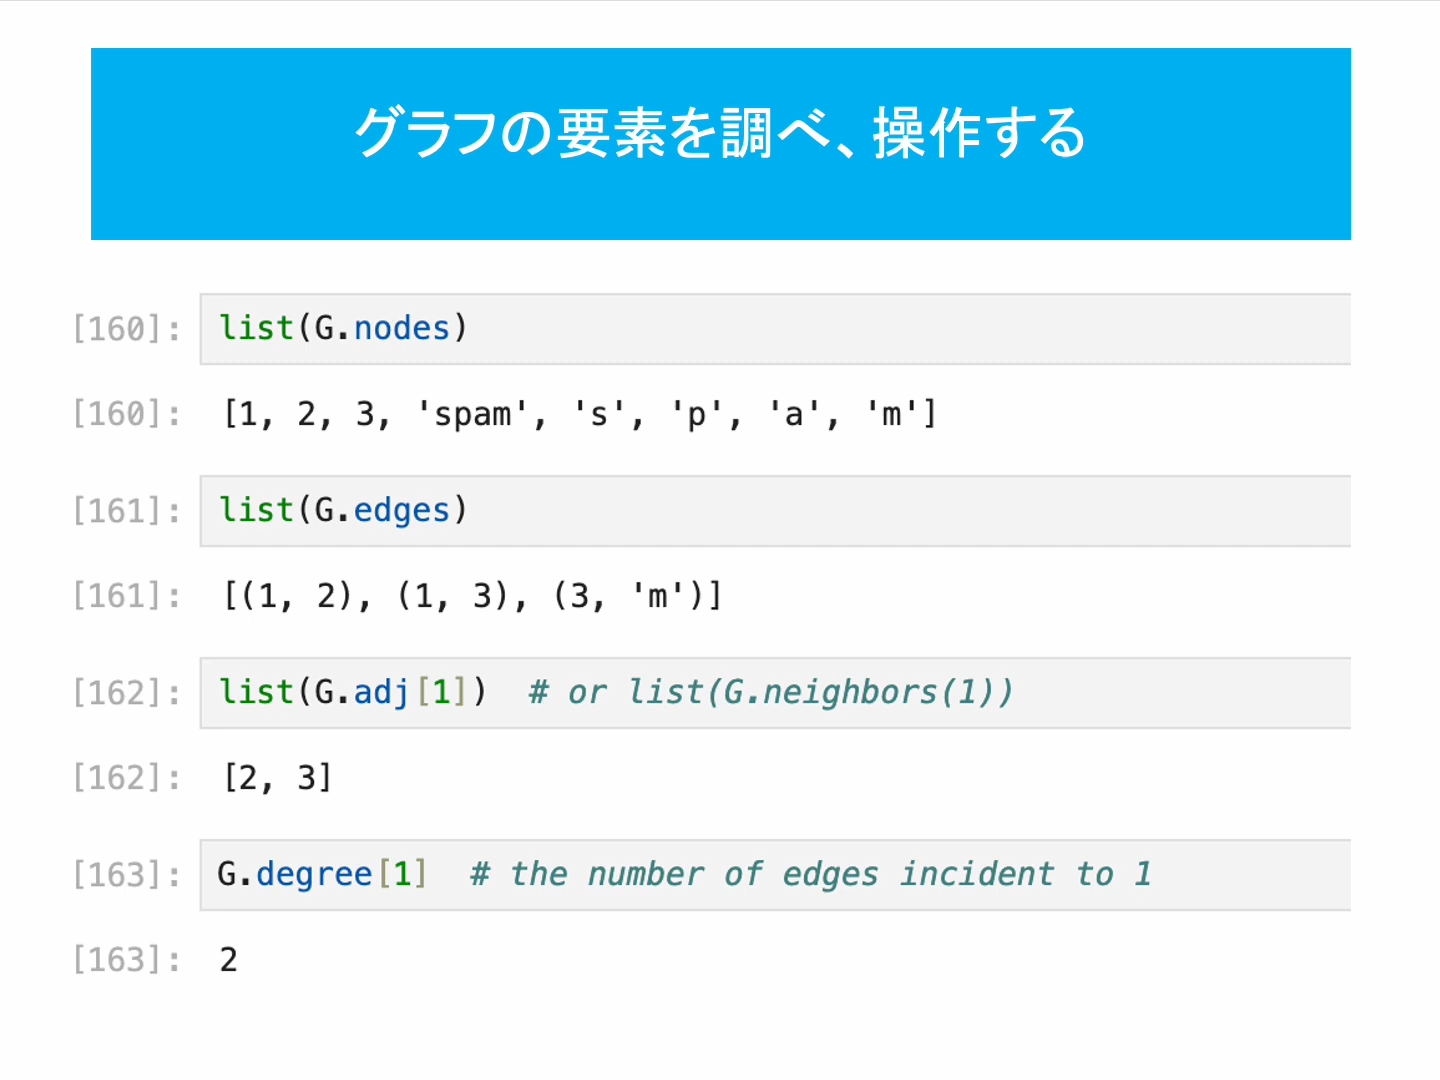 グラフの要素を調べ、操作する
[160]: list(G.nodes)
[160]: [1, 2, 3, 'spam', 's', 'p', 'a', 'm']
[161]: list(G.edges)
[161]: [(1, 2), (1, 3), (3, 'm')]
[162]: list(G.adj[1])  # or list(G.neighbors(1))
[162]: [2, 3]
[163]: G.degree[1]  # the number of edges incident to 1
[163]: 2